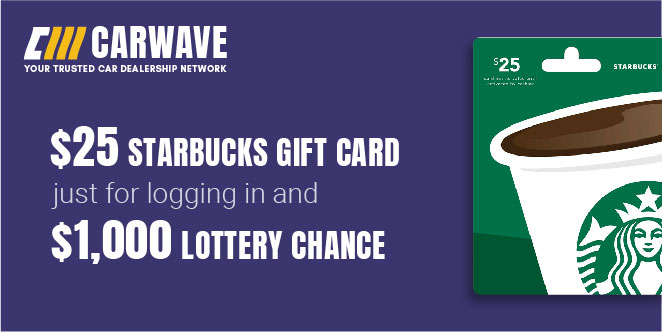 CARWAVE
YOUR TRUSTED CAR DEALERSHIP NETWORK
$25 STARBUCKS GIFT CARD
just for logging in and
$1,000 LOTTERY CHANCE
$25
STARBUCKS